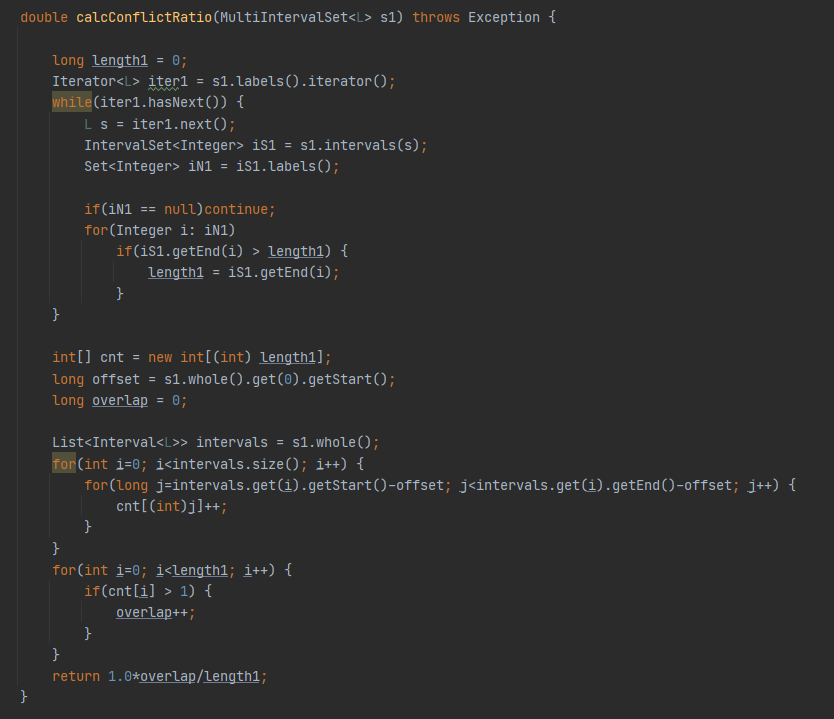 double calcConflictRatio(MultiIntervalSet<L> s1) throws Exception {
long length1 = 0;
Iterator<L> iter1 = s1.labels().iterator();
while(iter1.hasNext()) {
L s = iter1.next();
IntervalSet<Integer> iS1 = s1.intervals(s);
Set<Integer> iN1 = iS1.labels();
if(iN1 == null)continue;
for(Integer i: iN1)
if(iS1.getEnd(i) > length1) {
length1 = iS1.getEnd(i);
}
}
int[] cnt = new int[(int) length1];
long offset = s1.whole().get(0).getStart();
long overlap = 0;
List<Interval<L>> intervals = s1.whole();
for(int i=0; i<intervals.size(); i++) {
for(long j=intervals.get(i).getStart()-offset; j<intervals.get(i).getEnd()-offset; j++) {
cnt[(int)j]++;
}
}
for(int i=0; i<length1; i++) {
if(cnt[i] > 1) {
overlap++;
}
}
return 1.0*overlap/length1;
}